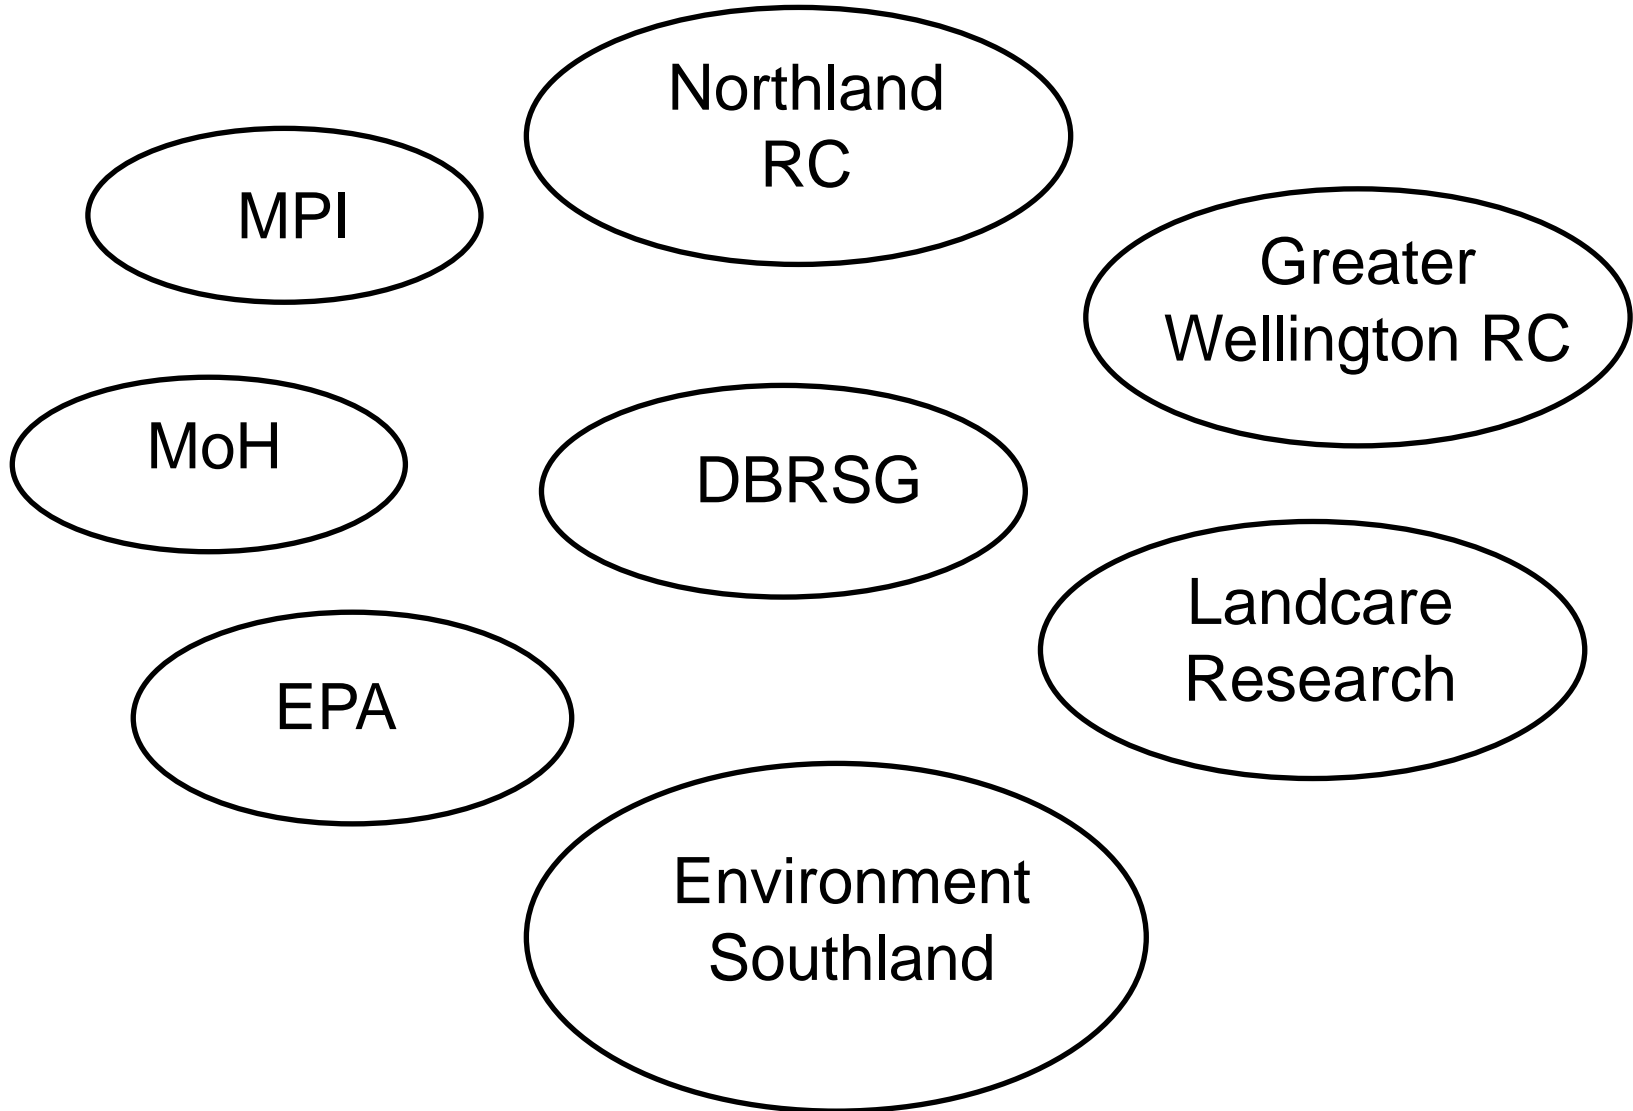 Northland
RC
MPI
Greater
Wellington RC
MoH
DBRSG
Landcare
Research
EPA
Environment
Southland